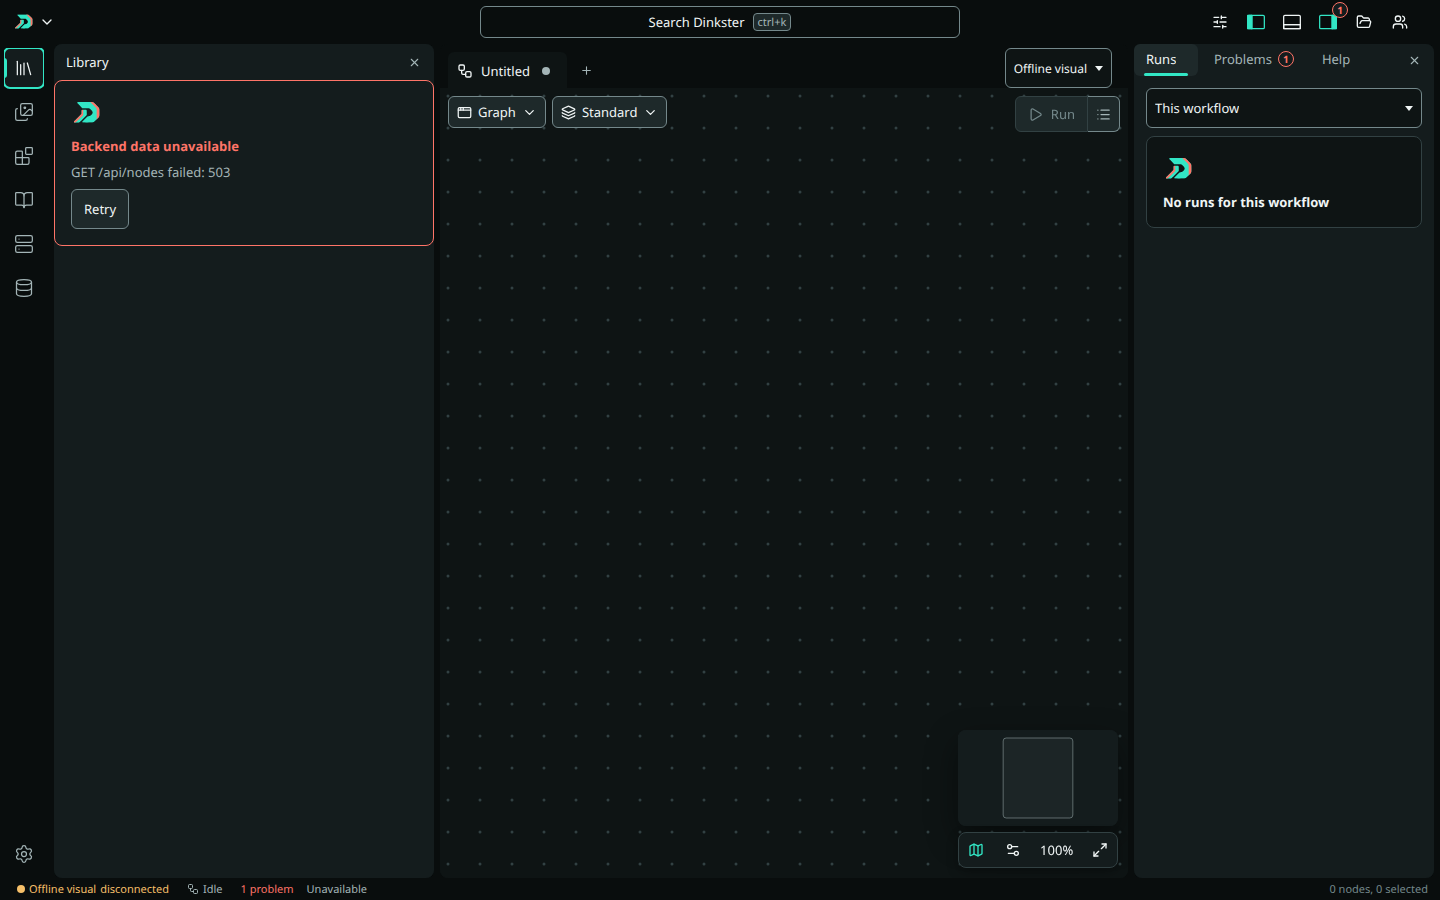 Search Dinkster ctrl+k
1
Library
Backend data unavailable
GET /api/nodes failed: 503
Retry
Untitled
Offline visual
Graph
Standard
Run
Runs
Problems 1
Help
This workflow
No runs for this workflow
100%
Offline visual disconnected
Idle
1 problem
Unavailable
0 nodes, 0 selected